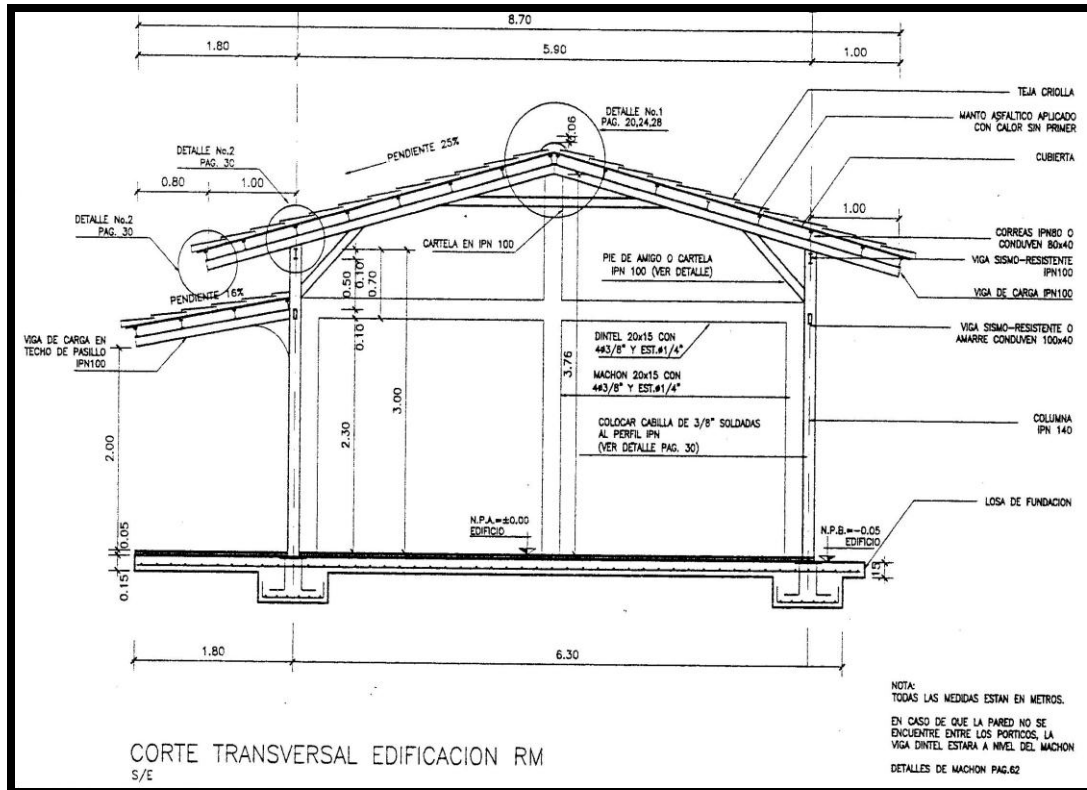 8.70
1.80
5.90
1.00
DETALLE No.1
PAG. 20,24,28
0.06
TEJA CRIOLLA
MANTO ASFALTICO APLICADO
CON CALOR SIN PRIMER
PENDIENTE 25%
DETALLE No.2
PAG. 30
CUBIERTA
0.80
1.00
1.00
DETALLE No.2
PAG. 30
CARTELA EN IPN 100
CORREAS IPN80 O
CONDUVEN 80x40
PIE DE AMIGO O CARTELA
IPN 100 (VER DETALLE)
VIGA SISMO-RESISTENTE
IPN100
0.50
0.10
0.70
PENDIENTE 16%
VIGA DE CARGA IPN100
VIGA DE CARGA EN
TECHO DE PASILLO
IPN100
0.10
DINTEL 20x15 CON
4ø3/8" Y EST.ø1/4"
VIGA SISMO-RESISTENTE O
AMARRE CONDUVEN 100x40
3.76
MACHON 20x15 CON
4ø3/8" Y EST.ø1/4"
2.00
2.30
3.00
COLOCAR CABILLA DE 3/8" SOLDADAS
AL PERFIL IPN
(VER DETALLE PAG. 30)
COLUMNA
IPN 140
LOSA DE FUNDACION
N.P.A.=±0.00
EDIFICIO
N.P.B.=-0.05
EDIFICIO
0.05
0.15
15
1.80
6.30
NOTA:
TODAS LAS MEDIDAS ESTAN EN METROS.
EN CASO DE QUE LA PARED NO SE
ENCUENTRE ENTRE LOS PORTICOS, LA
VIGA DINTEL ESTARA A NIVEL DEL MACHON
DETALLES DE MACHON PAG.62
CORTE TRANSVERSAL EDIFICACION RM
S/E